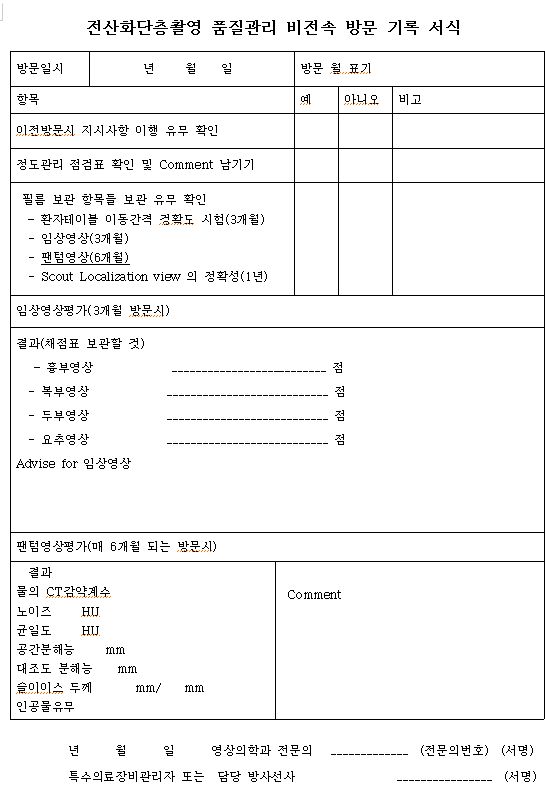 전산화단층촬영 품질관리 비전속 방문 기록 서식
방문일시 년 월 일 방문 월 표기
항목 예 아니오 비고
이전방문시 지시사항 이행 유무 확인
정도관리 점검표 확인 및 Comment 남기기
필름 보관 항목들 보관 유무 확인
- 환자테이블 이동간격 정확도 시험(3개월)
- 임상영상(3개월)
- 팬텀영상(6개월)
- Scout Localization view 의 정확성(1년)
임상영상평가(3개월 방문시)
결과(채점표 보관할 것)
- 흉부영상 __________________________ 점
- 복부영상 ___________________________ 점
- 두부영상 ___________________________ 점
- 요추영상 ___________________________ 점
Advise for 임상영상
팬텀영상평가(매 6개월 되는 방문시)
결과
물의 CT감약계수
노이즈 HU
균일도 HU
공간분해능 mm
대조도 분해능 mm
슬이이스 두께 mm/ mm
인공물유무
Comment
년 월 일 영상의학과 전문의 _____________ (전문의번호) (서명)
특수의료장비관리자 또는 담당 방사선사 ________________ (서명)